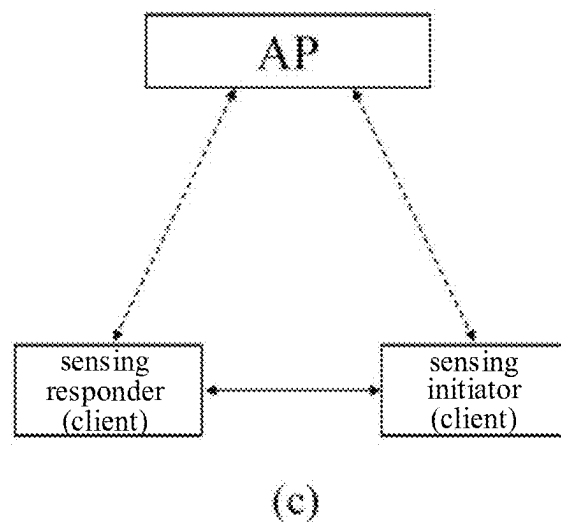 AP
sensing
responder
(client)
sensing
initiator
(client)
(c)